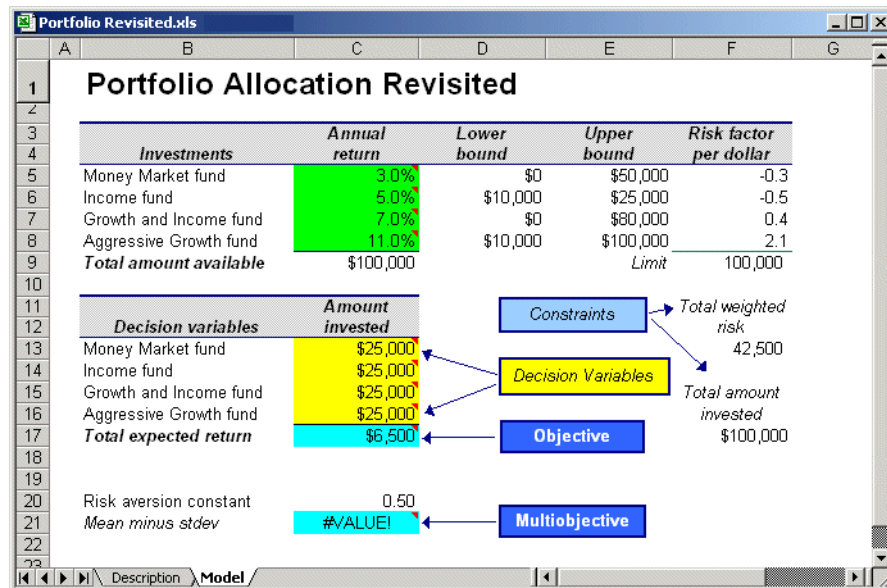 Portfolio Revisited.xls
A B C D E F G
1 Portfolio Allocation Revisited
2
3 Annual Lower Upper Risk factor
4 Investments return bound bound per dollar
5 Money Market fund 3.0% $0 $50,000 -0.3
6 Income fund 5.0% $10,000 $25,000 -0.5
7 Growth and Income fund 7.0% $0 $80,000 0.4
8 Aggressive Growth fund 11.0% $10,000 $100,000 2.1
9 Total amount available $100,000 Limit 100,000
10
11 Amount Constraints Total weighted
12 Decision variables invested risk
13 Money Market fund $25,000 42,500
14 Income fund $25,000 Decision Variables
15 Growth and Income fund $25,000 Total amount
16 Aggressive Growth fund $25,000 invested
17 Total expected return $6,500 Objective $100,000
18
19
20 Risk aversion constant 0.50
21 Mean minus stdev #VALUE! Multiobjective
22
23
Description Model